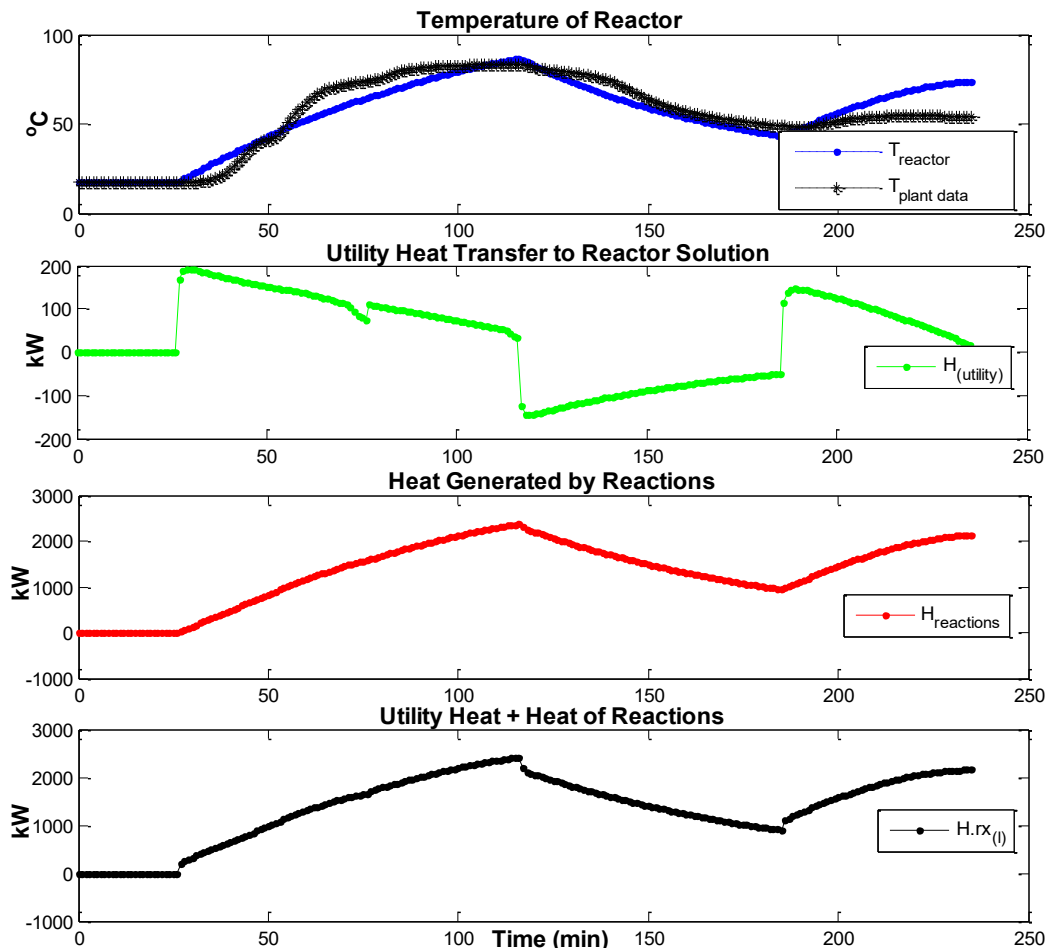 Temperature of Reactor
100
50
0
°C
T reactor
T plant data
0 50 100 150 200 250
Utility Heat Transfer to Reactor Solution
200
100
0
-100
-200
kW
H (utility)
0 50 100 150 200 250
Heat Generated by Reactions
3000
2000
1000
0
-1000
kW
H reactions
0 50 100 150 200 250
Utility Heat + Heat of Reactions
3000
2000
1000
0
-1000
kW
H.rx (l)
0 50 100 150 200 250
Time (min)